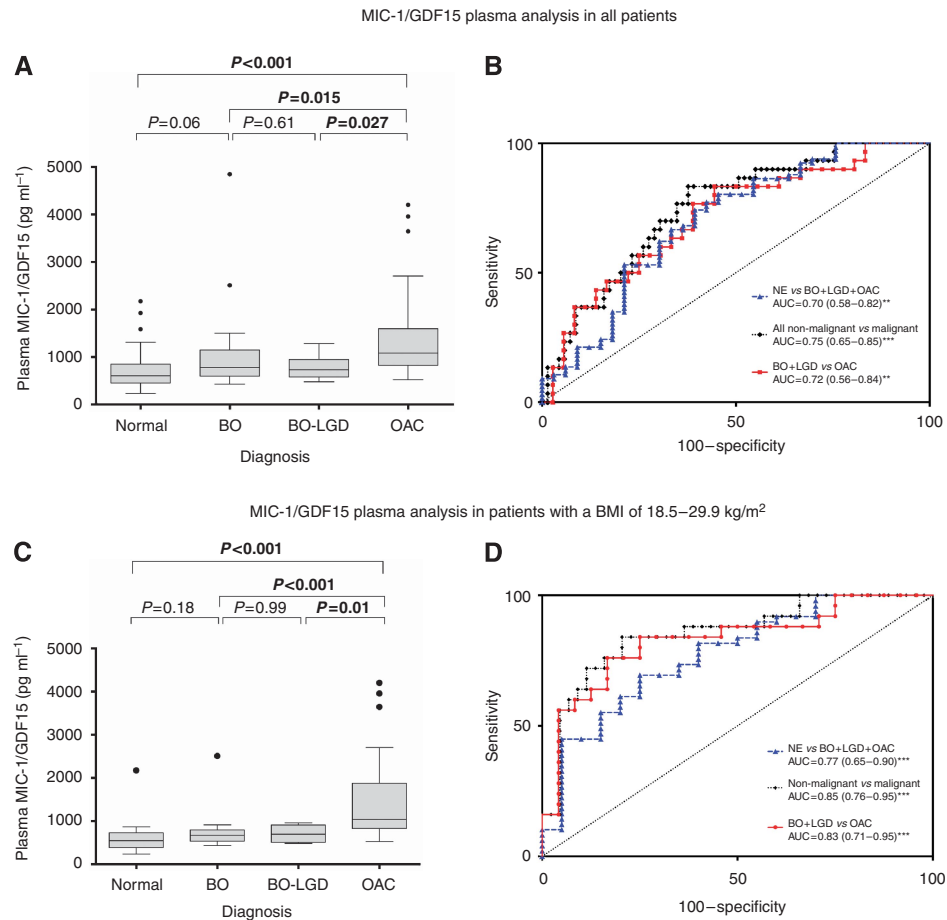 MIC-1/GDF15 plasma analysis in all patients
A
P<0.001
P=0.015
P=0.06
P=0.61
P=0.027
Plasma MIC-1/GDF15 (pg ml⁻¹)
5000
4000
3000
2000
1000
0
Normal
BO
BO-LGD
OAC
Diagnosis
B
Sensitivity
100
50
0
NE vs BO+LGD+OAC
AUC=0.70 (0.58–0.82)**
All non-malignant vs malignant
AUC=0.75 (0.65–0.85)***
BO+LGD vs OAC
AUC=0.72 (0.56–0.84)**
0
50
100
100–specificity
MIC-1/GDF15 plasma analysis in patients with a BMI of 18.5–29.9 kg/m²
C
P<0.001
P<0.001
P=0.18
P=0.99
P=0.01
Plasma MIC-1/GDF15 (pg ml⁻¹)
5000
4000
3000
2000
1000
0
Normal
BO
BO-LGD
OAC
Diagnosis
D
Sensitivity
100
50
0
NE vs BO+LGD+OAC
AUC=0.77 (0.65–0.90)***
Non-malignant vs malignant
AUC=0.85 (0.76–0.95)***
BO+LGD vs OAC
AUC=0.83 (0.71–0.95)***
0
50
100
100–specificity